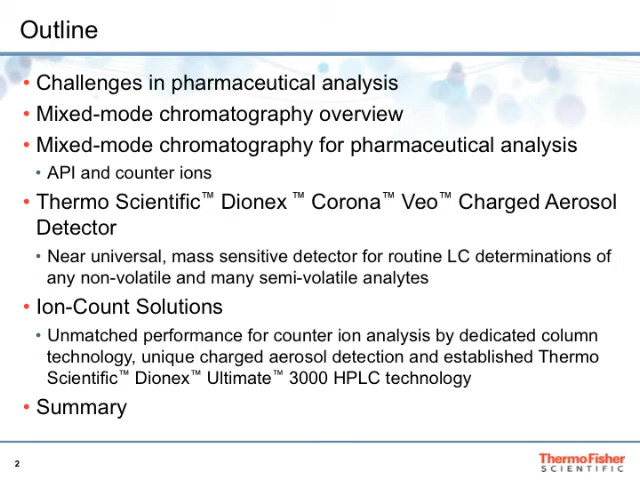 Outline
• Challenges in pharmaceutical analysis
• Mixed-mode chromatography overview
• Mixed-mode chromatography for pharmaceutical analysis
• API and counter ions
• Thermo Scientific™ Dionex ™ Corona™ Veo™ Charged Aerosol
Detector
• Near universal, mass sensitive detector for routine LC determinations of
any non-volatile and many semi-volatile analytes
• Ion-Count Solutions
• Unmatched performance for counter ion analysis by dedicated column
technology, unique charged aerosol detection and established Thermo
Scientific™ Dionex™ Ultimate™ 3000 HPLC technology
• Summary
2
ThermoFisher
SCIENTIFIC